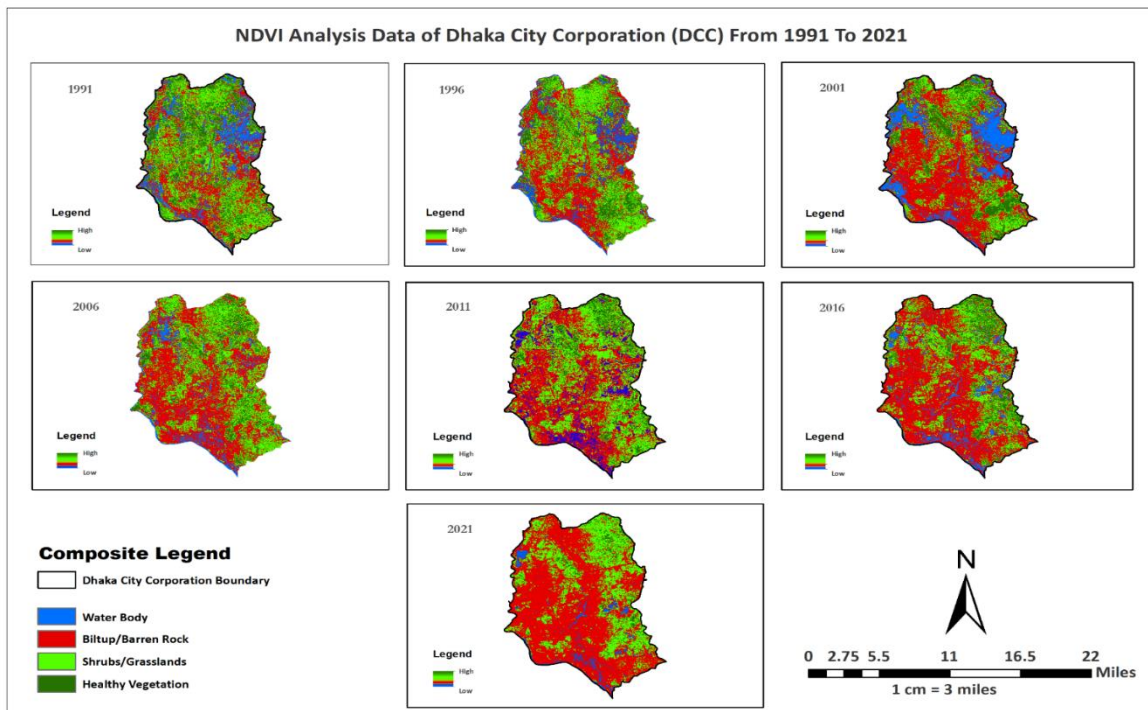 NDVI Analysis Data of Dhaka City Corporation (DCC) From 1991 To 2021
1991
Legend
High
Low
1996
Legend
High
Low
2001
Legend
High
Low
2006
Legend
High
Low
2011
Legend
High
Low
2016
Legend
High
Low
2021
Legend
High
Low
Composite Legend
Dhaka City Corporation Boundary
Water Body
Biltup/Barren Rock
Shrubs/Grasslands
Healthy Vegetation
N
0 2.75 5.5 11 16.5 22
Miles
1 cm = 3 miles